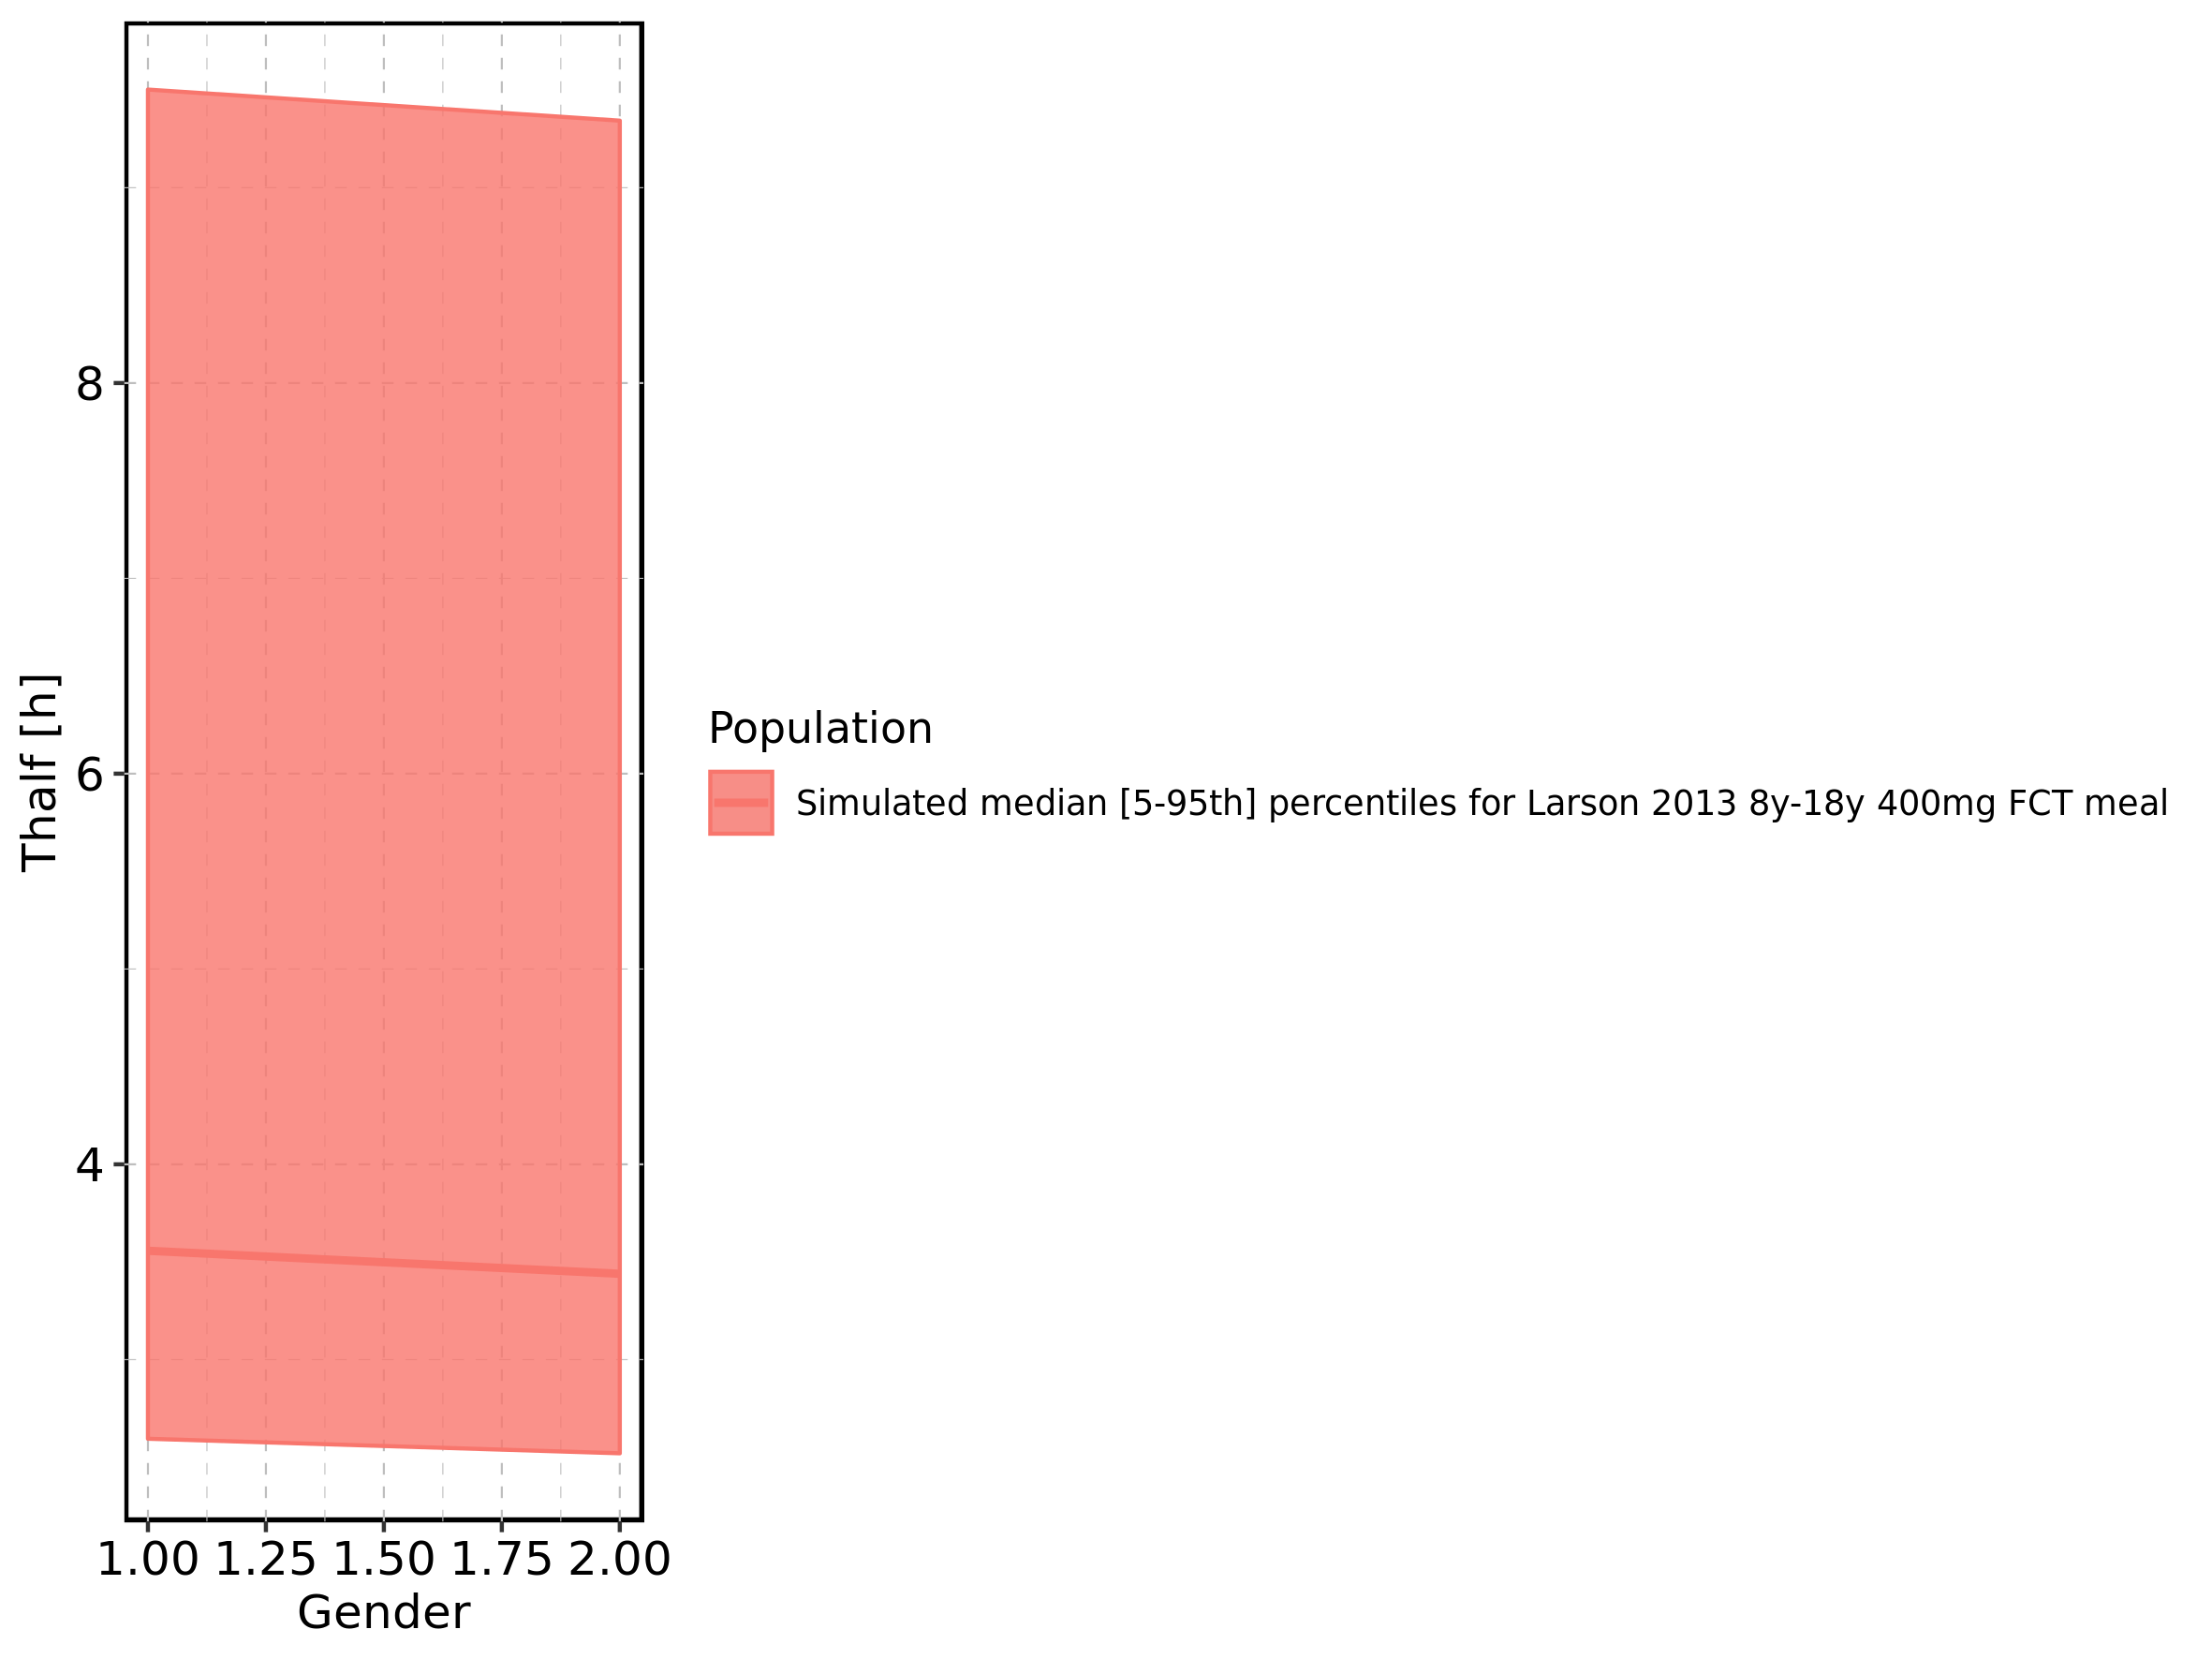 Thalf [h]
8
6
4
1.00 1.25 1.50 1.75 2.00
Gender
Population
Simulated median [5-95th] percentiles for Larson 2013 8y-18y 400mg FCT meal